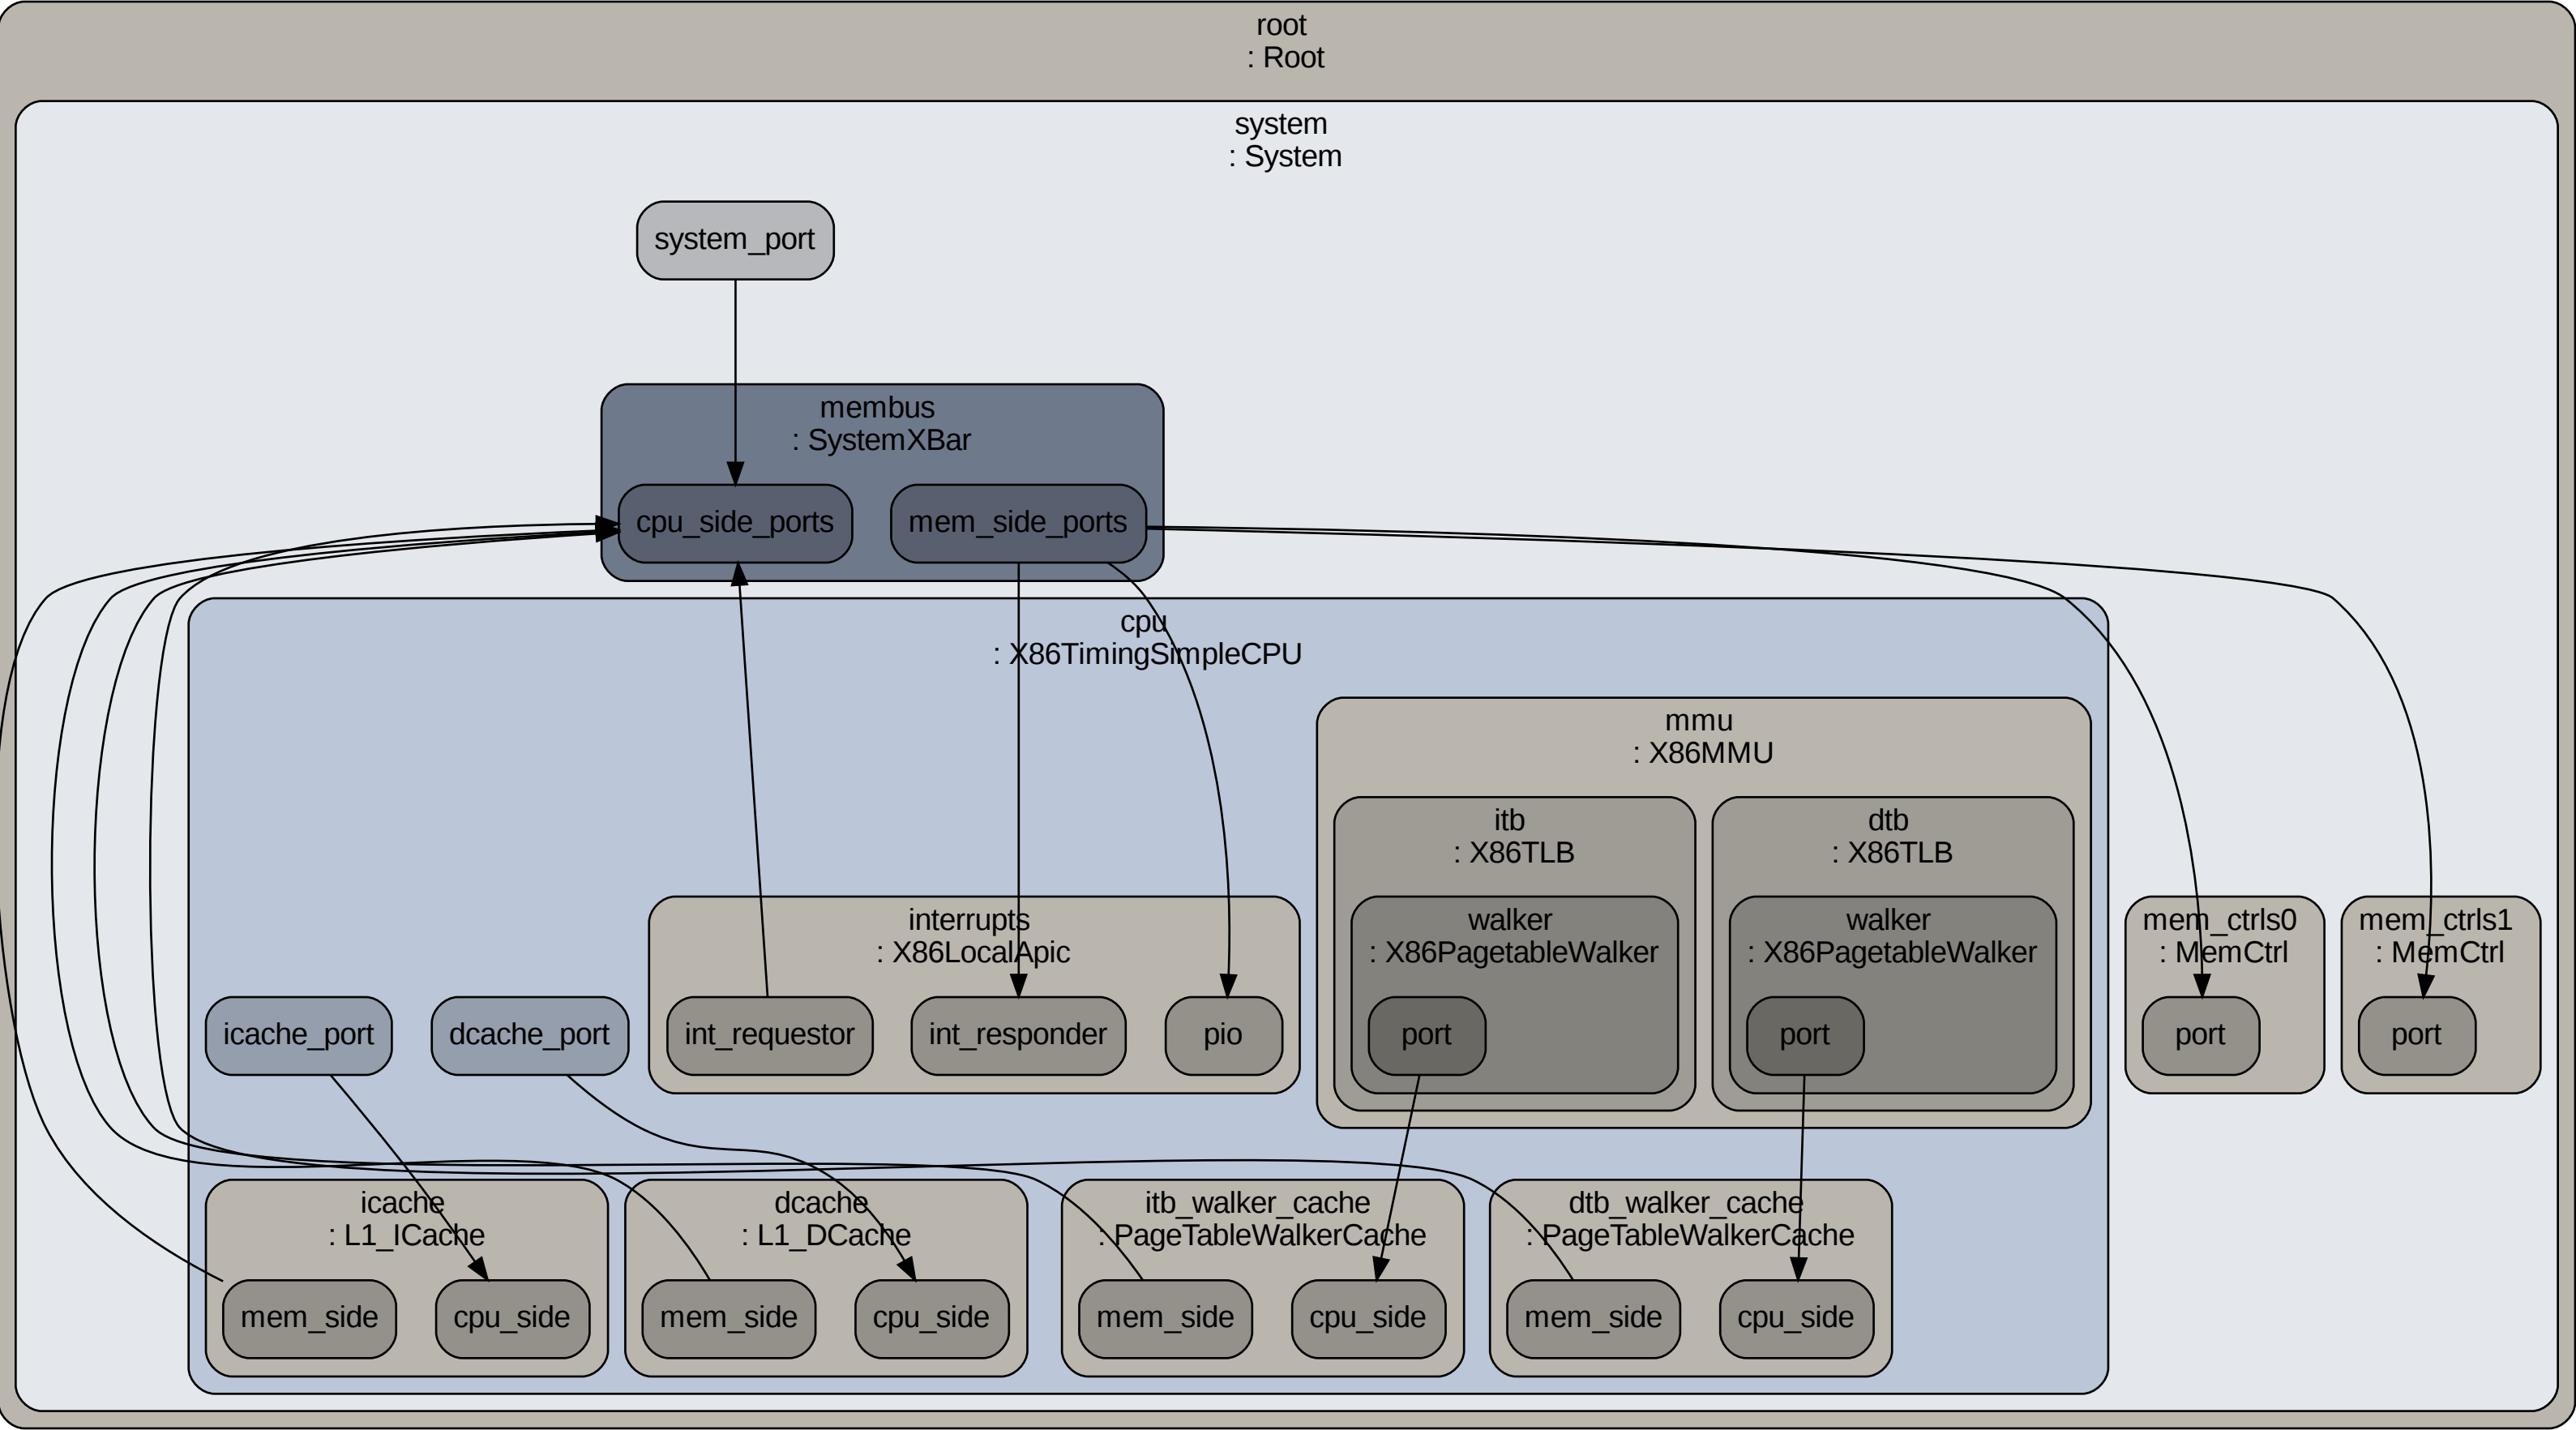 root
: Root
system
: System
system_port
membus
: SystemXBar
cpu_side_ports
mem_side_ports
cpu
: X86TimingSimpleCPU
mmu
: X86MMU
itb
: X86TLB
dtb
: X86TLB
interrupts
: X86LocalApic
walker
: X86PagetableWalker
walker
: X86PagetableWalker
mem_ctrls0
: MemCtrl
mem_ctrls1
: MemCtrl
icache_port
dcache_port
int_requestor
int_responder
pio
port
port
port
port
icache
: L1_ICache
dcache
: L1_DCache
itb_walker_cache
: PageTableWalkerCache
dtb_walker_cache
: PageTableWalkerCache
mem_side
cpu_side
mem_side
cpu_side
mem_side
cpu_side
mem_side
cpu_side